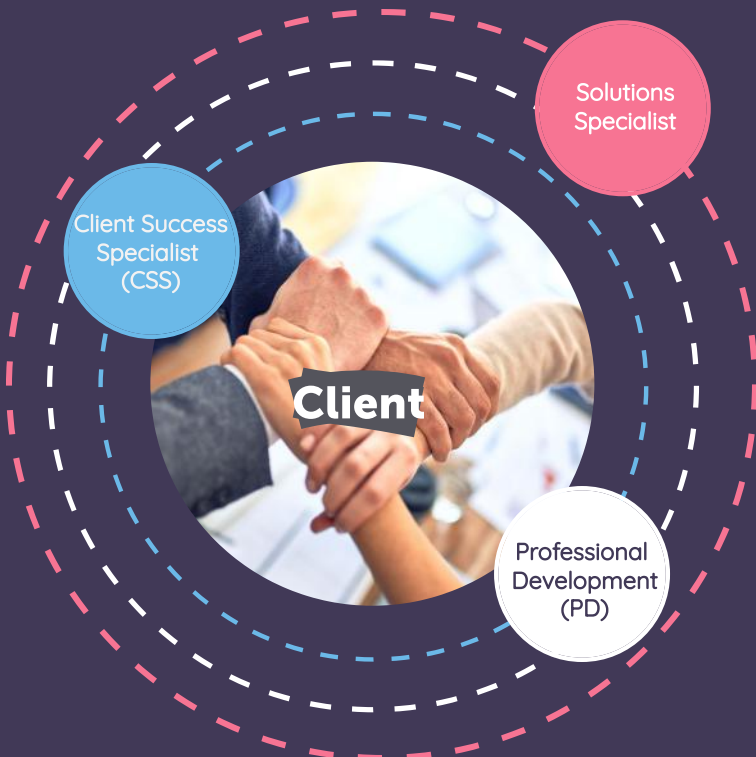 Solutions
Specialist
Client Success
Specialist
(CSS)
Client
Professional
Development
(PD)